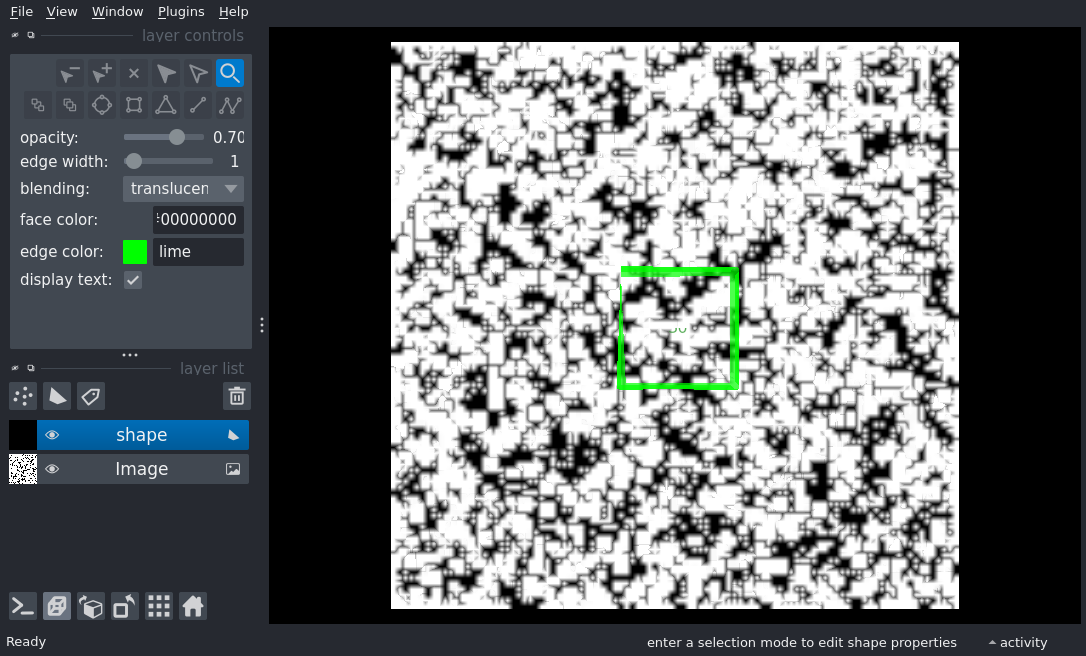 File View Window Plugins Help
layer controls
opacity: 0.70
edge width: 1
blending: translucen
face color: 00000000
edge color: lime
display text:
layer list
shape
Image
Ready
enter a selection mode to edit shape properties
activity